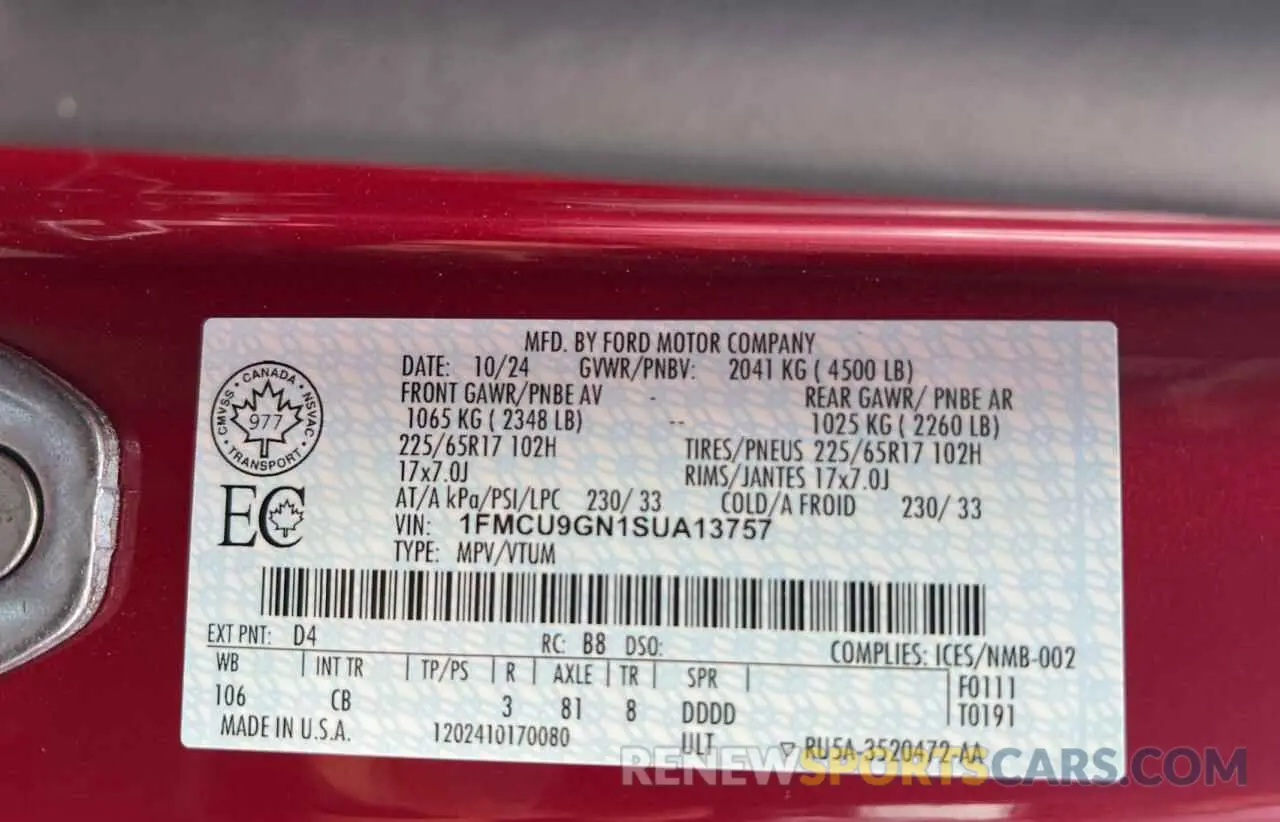 MFD. BY FORD MOTOR COMPANY
DATE: 10/24 GVWR/PNBV: 2041 KG ( 4500 LB)
FRONT GAWR/PNBE AV - REAR GAWR/ PNBE AR
1065 KG ( 2348 LB) -- 1025 KG ( 2260 LB)
225/65R17 102H TIRES/PNEUS 225/65R17 102H
17x7.0J RIMS/JANTES 17x7.0J
AT/A kPa/PSI/LPC 230/ 33 COLD/A FROID 230/ 33
VIN: 1FMCU9GN1SUA13757
TYPE: MPV/VTUM
CANADA
CMVSS NSVAC
977
TRANSPORT
EC
EXT PNT: D4 RC: B8 DSO: COMPLIES: ICES/NMB-002
WB | INT TR | TP/PS | R | AXLE | TR | SPR | F0111
106 CB 3 81 8 DDDD T0191
MADE IN U.S.A. 1202410170080 ULT ▽ RU5A-3520472-AA
RENEWSPORTSCARS.COM